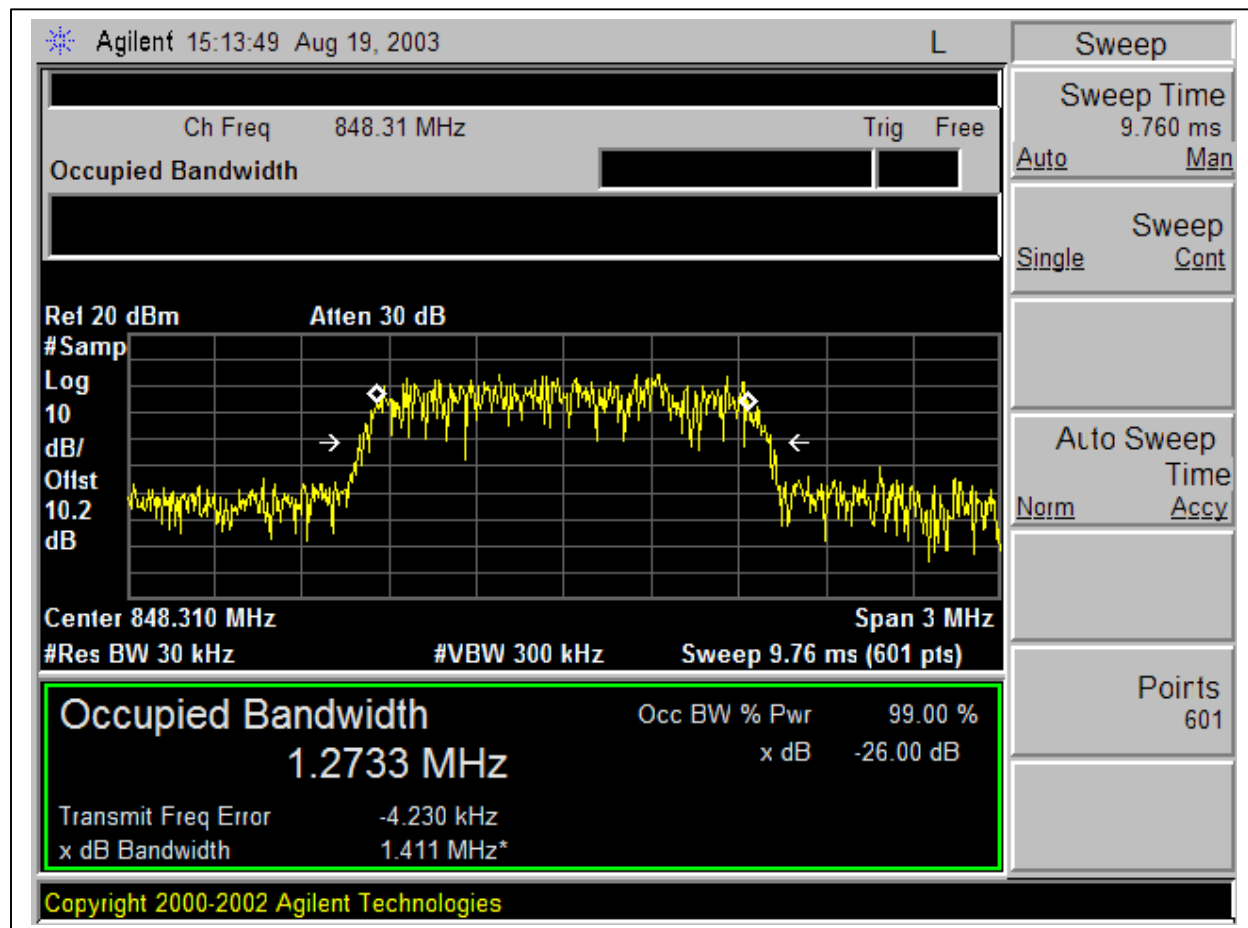 Agilent 15:13:49 Aug 19, 2003 L
Sweep
Ch Freq 848.31 MHz Trig Free
Occupied Bandwidth
Ref 20 dBm Atten 30 dB
#Samp
Log
10
dB/
Offst
10.2
dB
Center 848.310 MHz Span 3 MHz
#Res BW 30 kHz #VBW 300 kHz Sweep 9.76 ms (601 pts)
Occupied Bandwidth Occ BW % Pwr 99.00 %
1.2733 MHz x dB -26.00 dB
Transmit Freq Error -4.230 kHz
x dB Bandwidth 1.411 MHz*
Copyright 2000-2002 Agilent Technologies
Sweep Time
9.760 ms
Auto Man
Sweep
Single Cont
Auto Sweep
Time
Norm Accy
Points
601